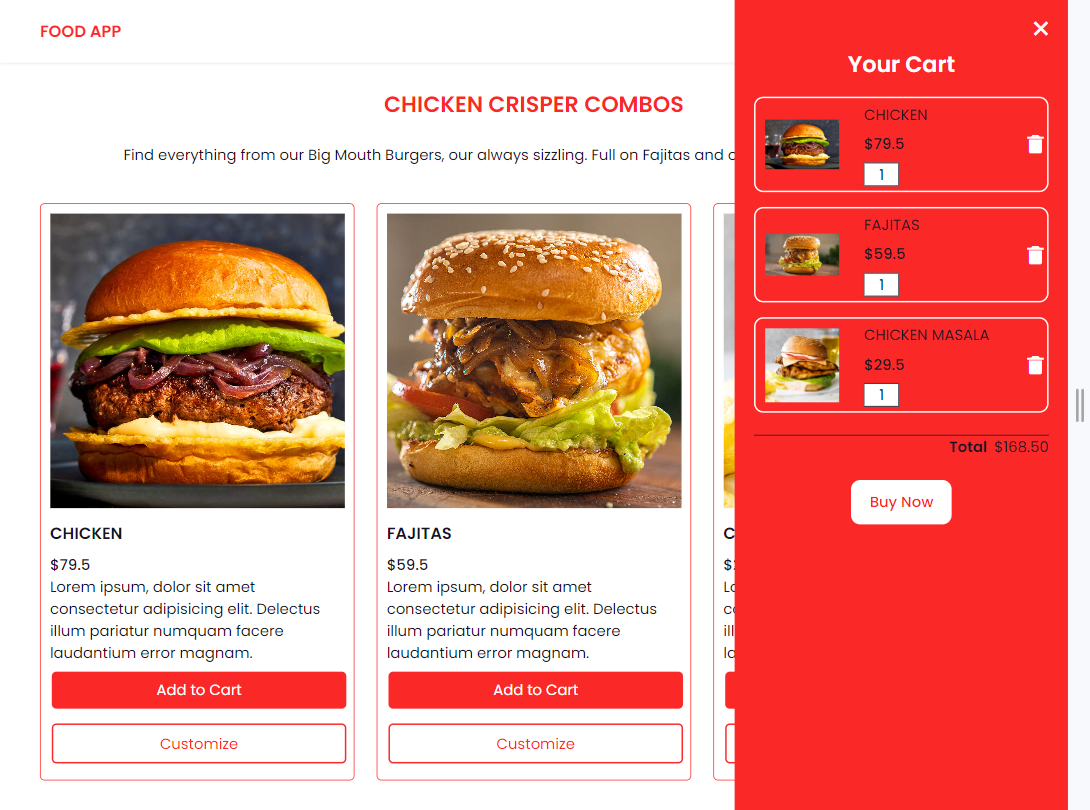 FOOD APP
CHICKEN CRISPER COMBOS
Find everything from our Big Mouth Burgers, our always sizzling. Full on Fajitas and
CHICKEN
$79.5
Lorem ipsum, dolor sit amet
consectetur adipisicing elit. Delectus
illum pariatur numquam facere
laudantium error magnam.
Add to Cart
Customize
FAJITAS
$59.5
Lorem ipsum, dolor sit amet
consectetur adipisicing elit. Delectus
illum pariatur numquam facere
laudantium error magnam.
Add to Cart
Customize
Your Cart
CHICKEN
$79.5
1
FAJITAS
$59.5
1
CHICKEN MASALA
$29.5
1
Total $168.50
Buy Now